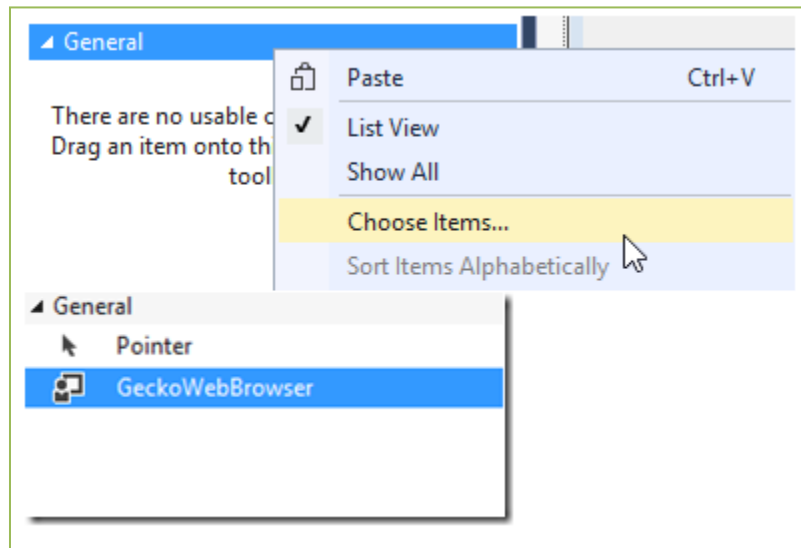 General
Paste Ctrl+V
There are no usable
List View
Drag an item onto
Show All
tool
Choose Items...
Sort Items Alphabetically
General
Pointer
GeckoWebBrowser